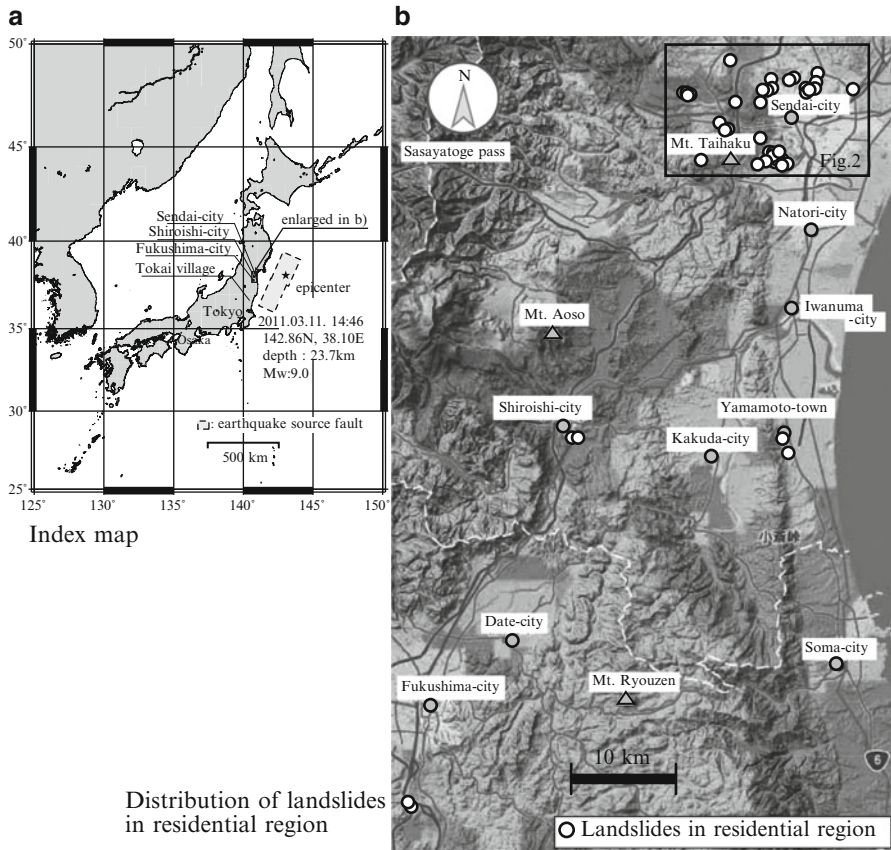 a
50°
45°
40°
35°
30°
25°
125°
130°
135°
140°
145°
150°
Sendai-city
Shiroishi-city
Fukushima-city
Tokai village
enlarged in b)
epicenter
Tokyo
Osaka
2011.03.11. 14:46
142.86N, 38.10E
depth : 23.7km
Mw:9.0
: earthquake source fault
500 km
Index map
b
N
Sendai-city
Mt. Taihaku
Fig.2
Sasayatoge pass
Natori-city
Mt. Aoso
Iwanuma
-city
Shiroishi-city
Yamamoto-town
Kakuda-city
小斎峠
Date-city
Soma-city
Mt. Ryouzen
Fukushima-city
10 km
6
Landslides in residential region
Distribution of landslides
in residential region